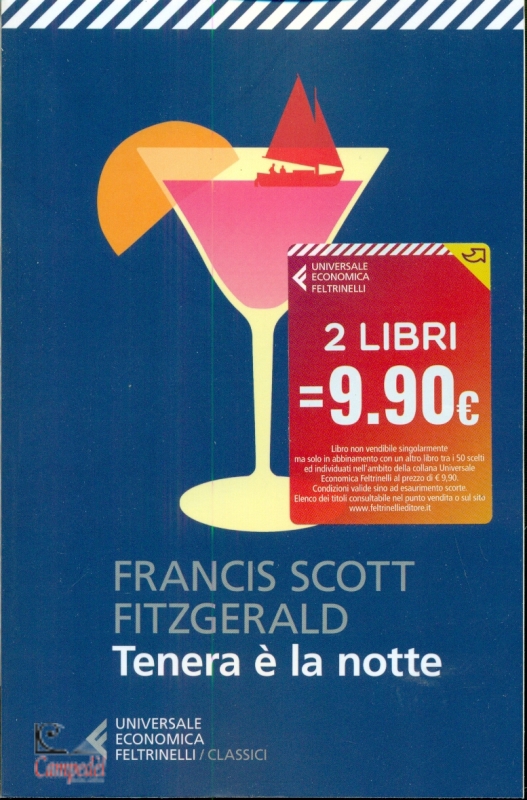 UNIVERSALE
ECONOMICA
FELTRINELLI
2 LIBRI
=9.90€
Libro non vendibile singolarmente
ma solo in abbinamento con un altro libro tra i 50 scelti
ed individuati nell'ambito della collana Universale
Economica Feltrinelli al prezzo di € 9,90.
Condizioni valide sino ad esaurimento scorte.
Elenco dei titoli consultabile nel punto vendita o sul sito
www.feltrinellieditore.it
FRANCIS SCOTT
FITZGERALD
Tenera è la notte
UNIVERSALE
ECONOMICA
FELTRINELLI / CLASSICI
Campedel